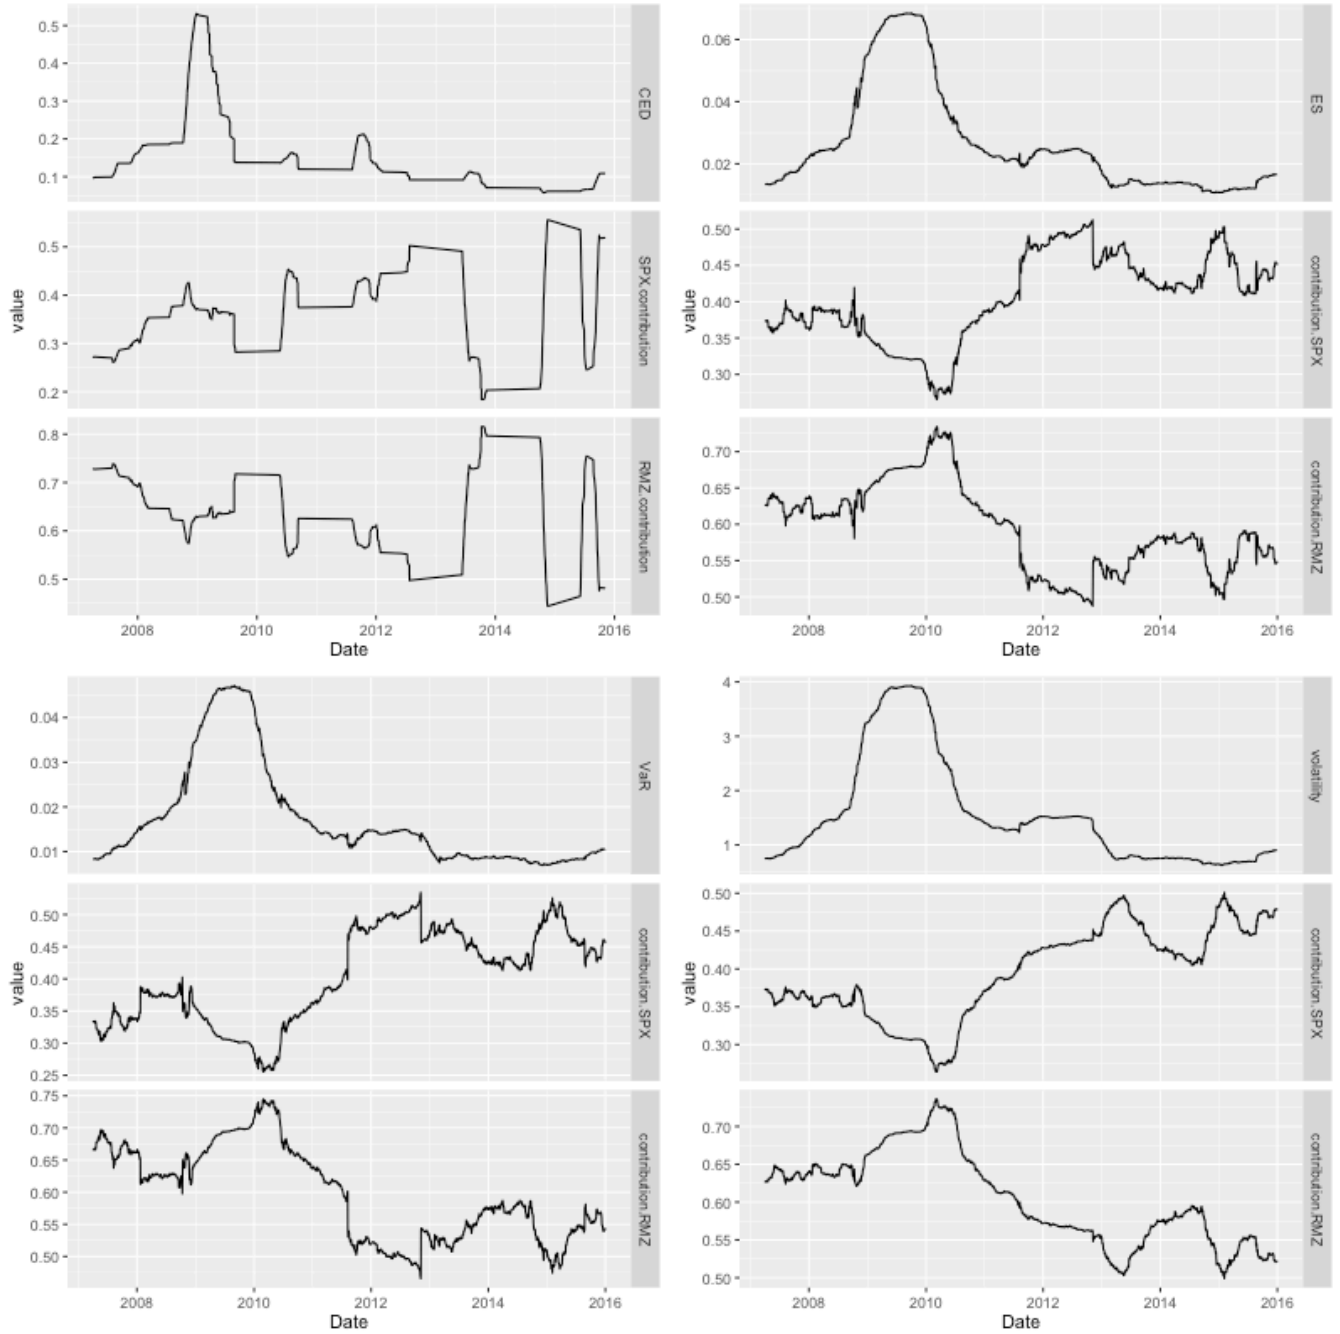 0.5
0.4
0.3
0.2
0.1
CED
0.5
0.4
0.3
0.2
SPX.contribution
0.8
0.7
0.6
0.5
RMZ.contribution
value
2008 2010 2012 2014 2016
Date
0.06
0.04
0.02
ES
0.50
0.45
0.40
0.35
0.30
contribution.SPX
0.70
0.65
0.60
0.55
0.50
contribution.RMZ
value
2008 2010 2012 2014 2016
Date
0.04
0.03
0.02
0.01
VaR
0.50
0.45
0.40
0.35
0.30
0.25
contribution.SPX
0.75
0.70
0.65
0.60
0.55
0.50
contribution.RMZ
value
2008 2010 2012 2014 2016
Date
4
3
2
1
volatility
0.50
0.45
0.40
0.35
0.30
contribution.SPX
0.70
0.65
0.60
0.55
0.50
contribution.RMZ
value
2008 2010 2012 2014 2016
Date